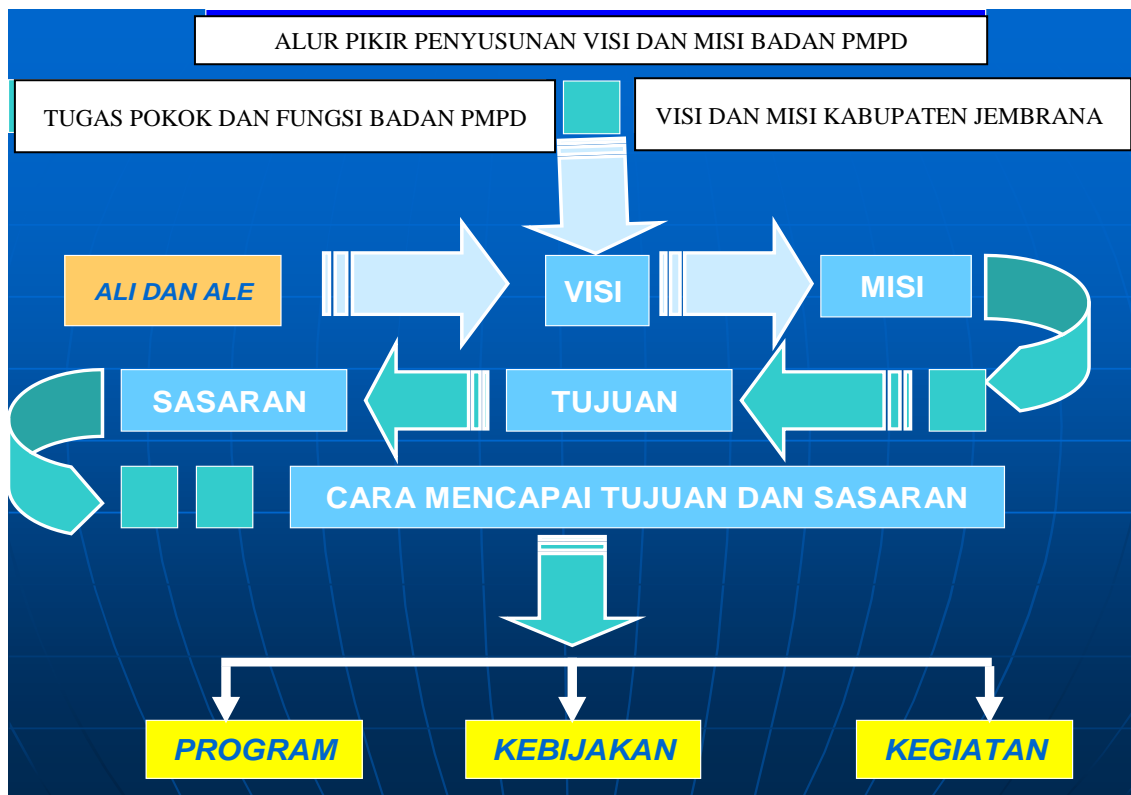 ALUR PIKIR PENYUSUNAN VISI DAN MISI BADAN PMPD
TUGAS POKOK DAN FUNGSI BADAN PMPD
VISI DAN MISI KABUPATEN JEMBRANA
ALI DAN ALE
VISI
MISI
SASARAN
TUJUAN
CARA MENCAPAI TUJUAN DAN SASARAN
PROGRAM
KEBIJAKAN
KEGIATAN